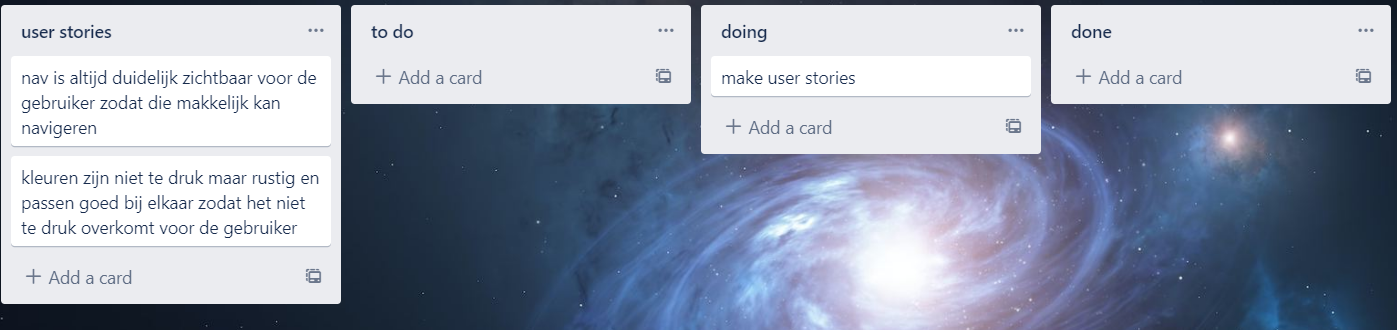 user stories
nav is altijd duidelijk zichtbaar voor de
gebruiker zodat die makkelijk kan
navigeren
kleuren zijn niet te druk maar rustig en
passen goed bij elkaar zodat het niet
te druk overkomt voor de gebruiker
+ Add a card
to do
+ Add a card
doing
make user stories
+ Add a card
done
+ Add a card